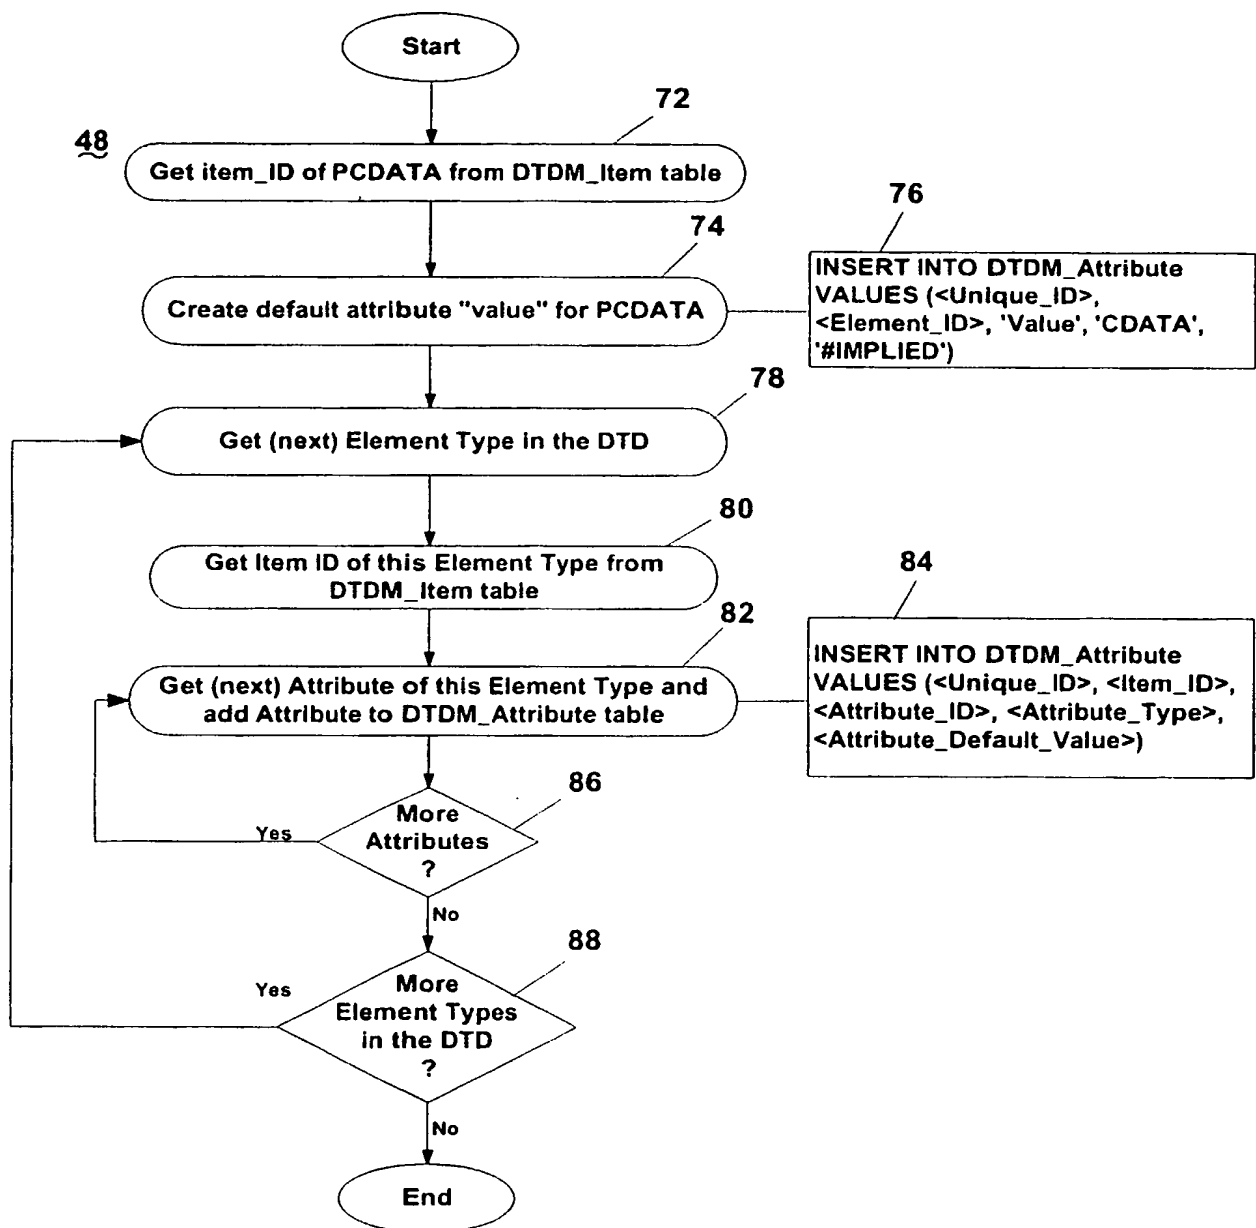 Start
72
48
Get item_ID of PCDATA from DTDM_Item table
74
76
Create default attribute "value" for PCDATA
INSERT INTO DTDM_Attribute
VALUES (<Unique_ID>,
<Element_ID>, 'Value', 'CDATA',
'#IMPLIED')
78
Get (next) Element Type in the DTD
80
Get Item ID of this Element Type from
DTDM_Item table
82
84
Get (next) Attribute of this Element Type and
add Attribute to DTDM_Attribute table
INSERT INTO DTDM_Attribute
VALUES (<Unique_ID>, <Item_ID>,
<Attribute_ID>, <Attribute_Type>,
<Attribute_Default_Value>)
86
More
Attributes
?
Yes
No
88
More
Element Types
in the DTD
?
Yes
No
End